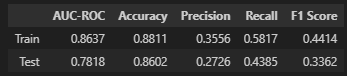 AUC-ROC Accuracy Precision Recall F1 Score
Train 0.8637 0.8811 0.3556 0.5817 0.4414
Test 0.7818 0.8602 0.2726 0.4385 0.3362